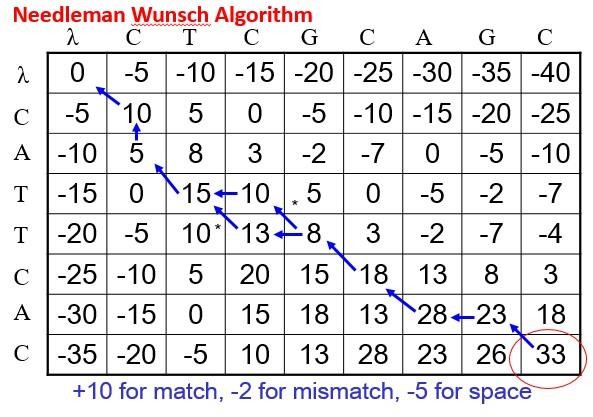 Needleman Wunsch Algorithm
λ C T C G C A G C
λ 0 -5 -10 -15 -20 -25 -30 -35 -40
C -5 10 5 0 -5 -10 -15 -20 -25
A -10 5 8 3 -2 -7 0 -5 -10
T -15 0 15 10 * 5 0 -5 -2 -7
T -20 -5 10* 13 8 3 -2 -7 -4
C -25 -10 5 20 15 18 13 8 3
A -30 -15 0 15 18 13 28 23 18
C -35 -20 -5 10 13 28 23 26 33
+10 for match, -2 for mismatch, -5 for space